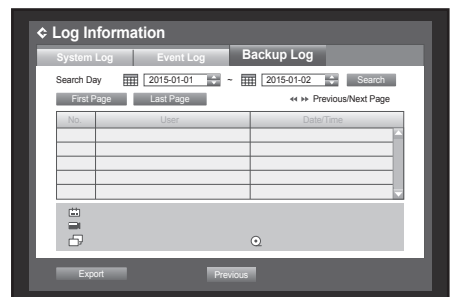 Log Information
System Log Event Log Backup Log
Search Day 2015-01-01 ~ 2015-01-02 Search
First Page Last Page Previous/Next Page
No. User Date/Time
Export Previous